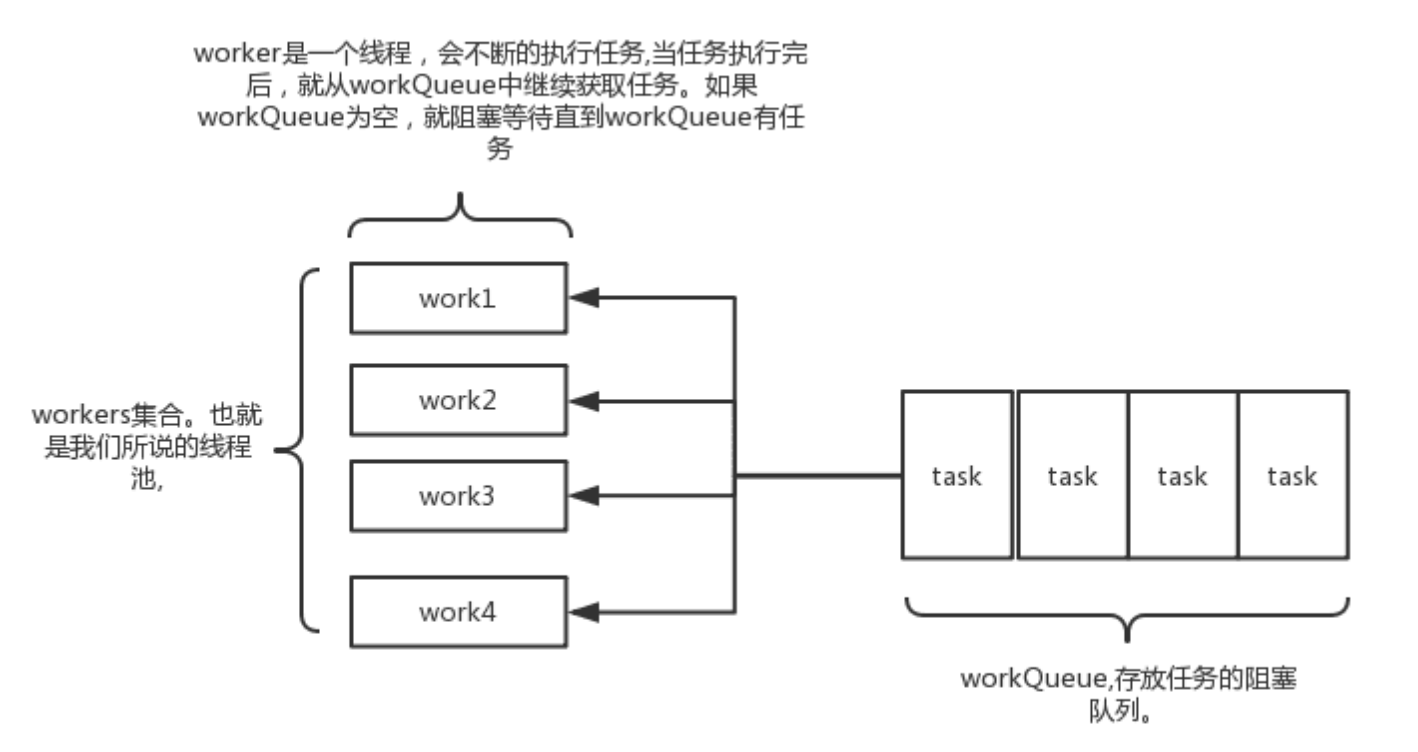 worker是一个线程，会不断的执行任务,当任务执行完
后，就从workQueue中继续获取任务。如果
workQueue为空，就阻塞等待直到workQueue有任
务
work1
work2
work3
work4
workers集合。也就
是我们所说的线程
池,
task
task
task
task
workQueue,存放任务的阻塞
队列。